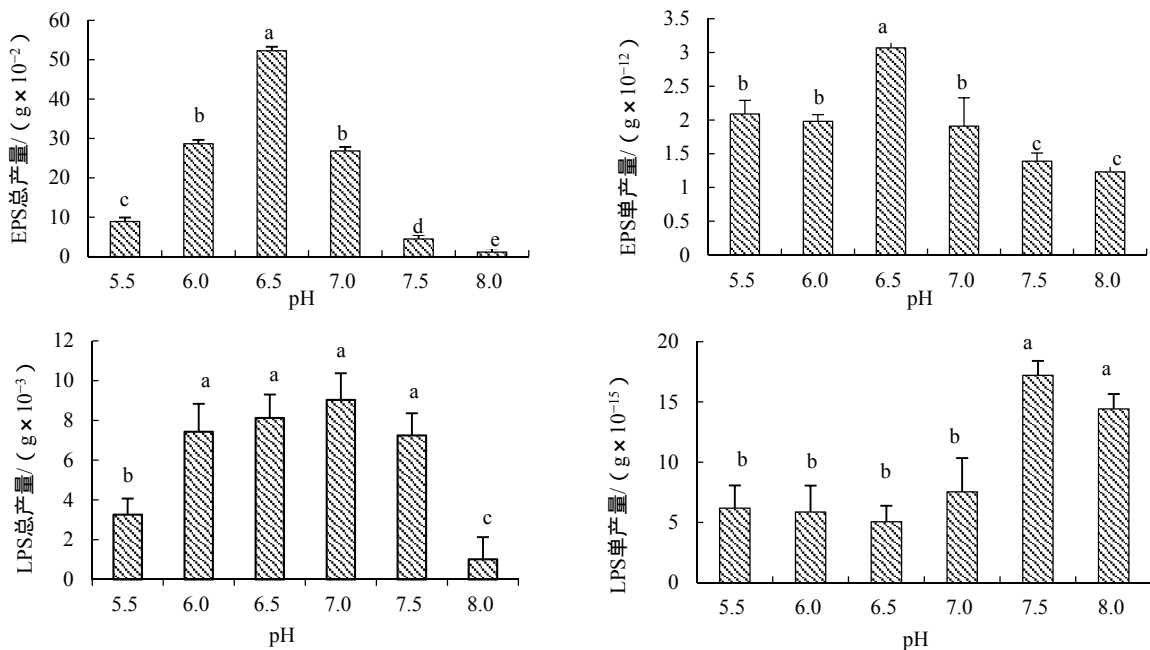 EPS总产量/（g×10⁻²）
60
50
40
30
20
10
0
c
b
a
b
d
e
5.5 6.0 6.5 7.0 7.5 8.0
pH
EPS单产量/（g×10⁻¹²）
3.5
3
2.5
2
1.5
1
0.5
0
b
b
a
b
c
c
5.5 6.0 6.5 7.0 7.5 8.0
pH
LPS总产量/（g×10⁻³）
12
10
8
6
4
2
0
b
a
a
a
a
c
5.5 6.0 6.5 7.0 7.5 8.0
pH
LPS单产量/（g×10⁻¹⁵）
20
15
10
5
0
b
b
b
b
a
a
5.5 6.0 6.5 7.0 7.5 8.0
pH